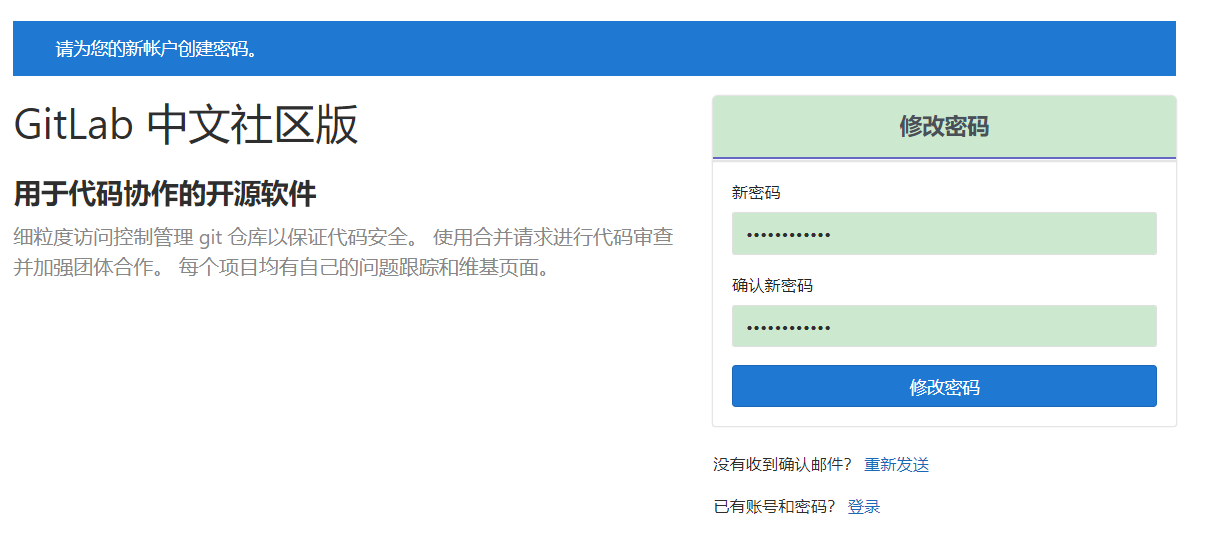 请为您的新帐户创建密码。
GitLab 中文社区版
用于代码协作的开源软件
细粒度访问控制管理 git 仓库以保证代码安全。 使用合并请求进行代码审查
并加强团体合作。 每个项目均有自己的问题跟踪和维基页面。
修改密码
新密码
••••••••••••
确认新密码
••••••••••••
修改密码
没有收到确认邮件？ 重新发送
已有账号和密码？ 登录